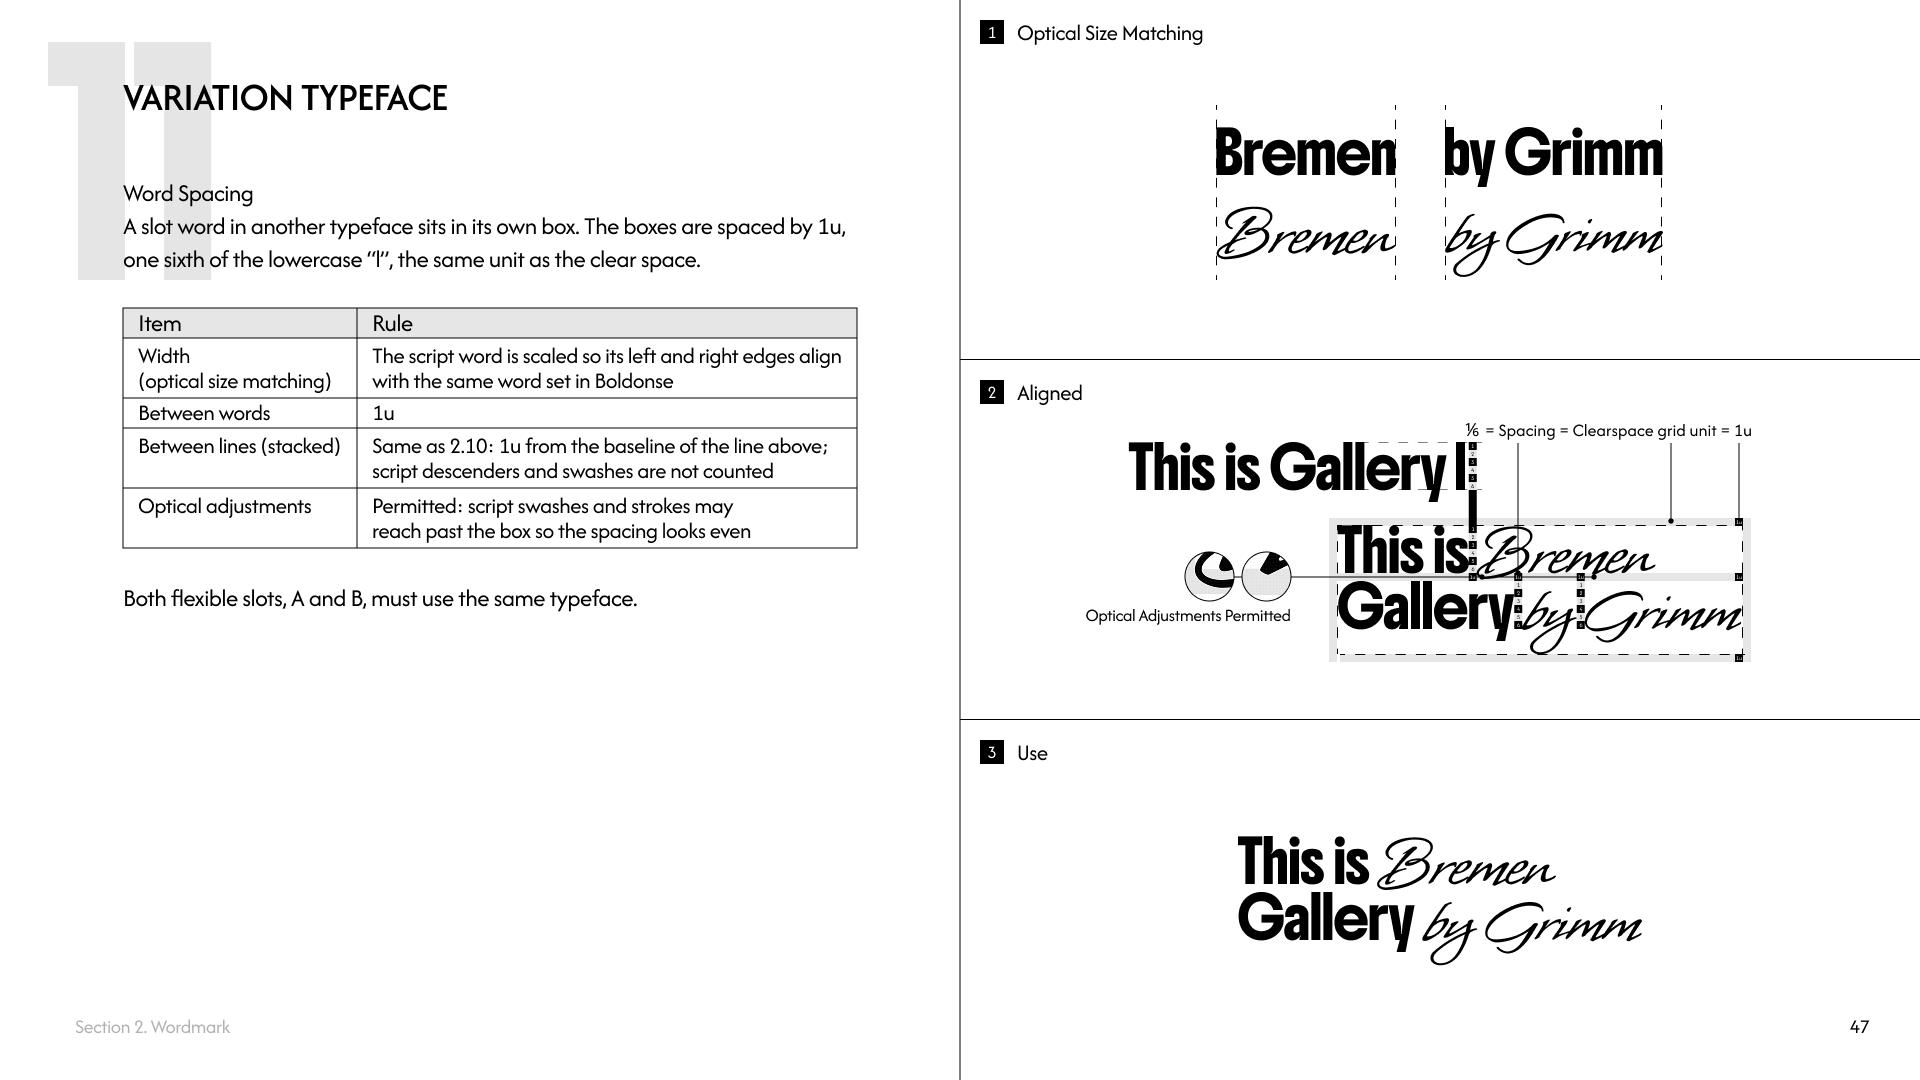 11
VARIATION TYPEFACE
Word Spacing
A slot word in another typeface sits in its own box. The boxes are spaced by 1u,
one sixth of the lowercase “l”, the same unit as the clear space.
Item Rule
Width
(optical size matching)
The script word is scaled so its left and right edges align
with the same word set in Boldonse
Between words 1u
Between lines (stacked)
Same as 2.10: 1u from the baseline of the line above;
script descenders and swashes are not counted
Optical adjustments
Permitted: script swashes and strokes may
reach past the box so the spacing looks even
Both flexible slots, A and B, must use the same typeface.
Section 2. Wordmark
1 Optical Size Matching
Bremen by Grimm
Bremen by Grimm
2 Aligned
⅙ = Spacing = Clearspace grid unit = 1u
This is Gallery l
This is Bremen
Gallery by Grimm
Optical Adjustments Permitted
3 Use
This is Bremen
Gallery by Grimm
47